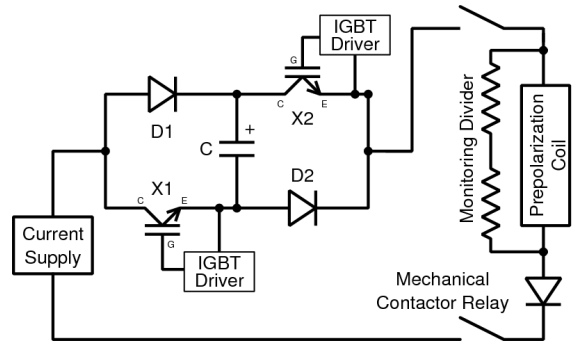 IGBT
Driver
G
C
E
D1
X2
+
C
X1
D2
C
E
G
IGBT
Driver
Current
Supply
Monitoring Divider
Prepolarization
Coil
Mechanical
Contactor Relay